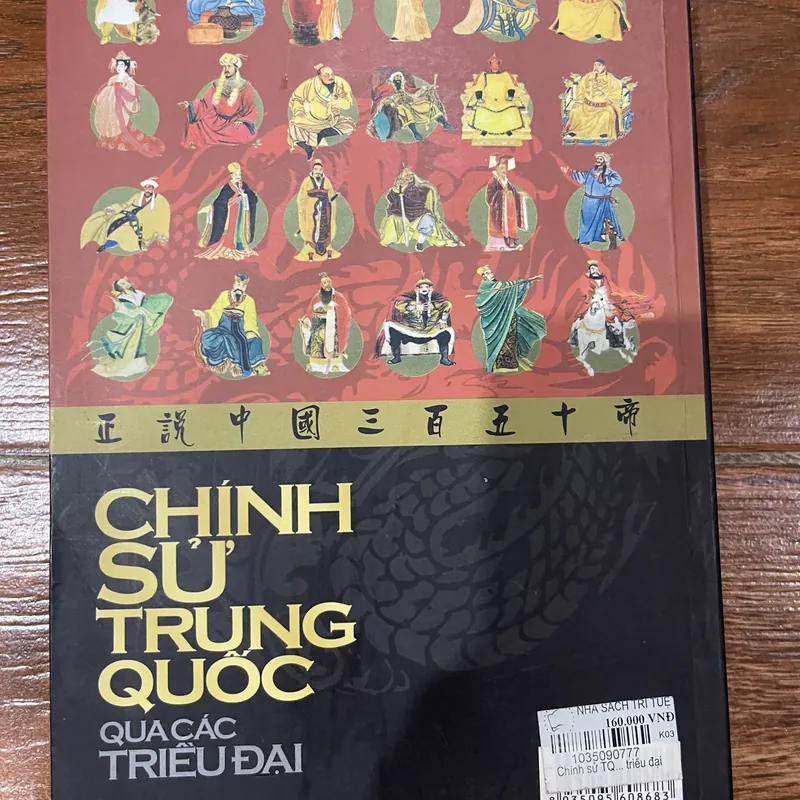 正說中國三百五十帝
CHÍNH
SỬ
TRUNG
QUỐC
QUA CÁC
TRIỀU ĐẠI
NHÀ SÁCH TRÍ TUỆ
160.000 VNĐ
K03
1035090777
Chính sử TQ... triều đại
8935095608683